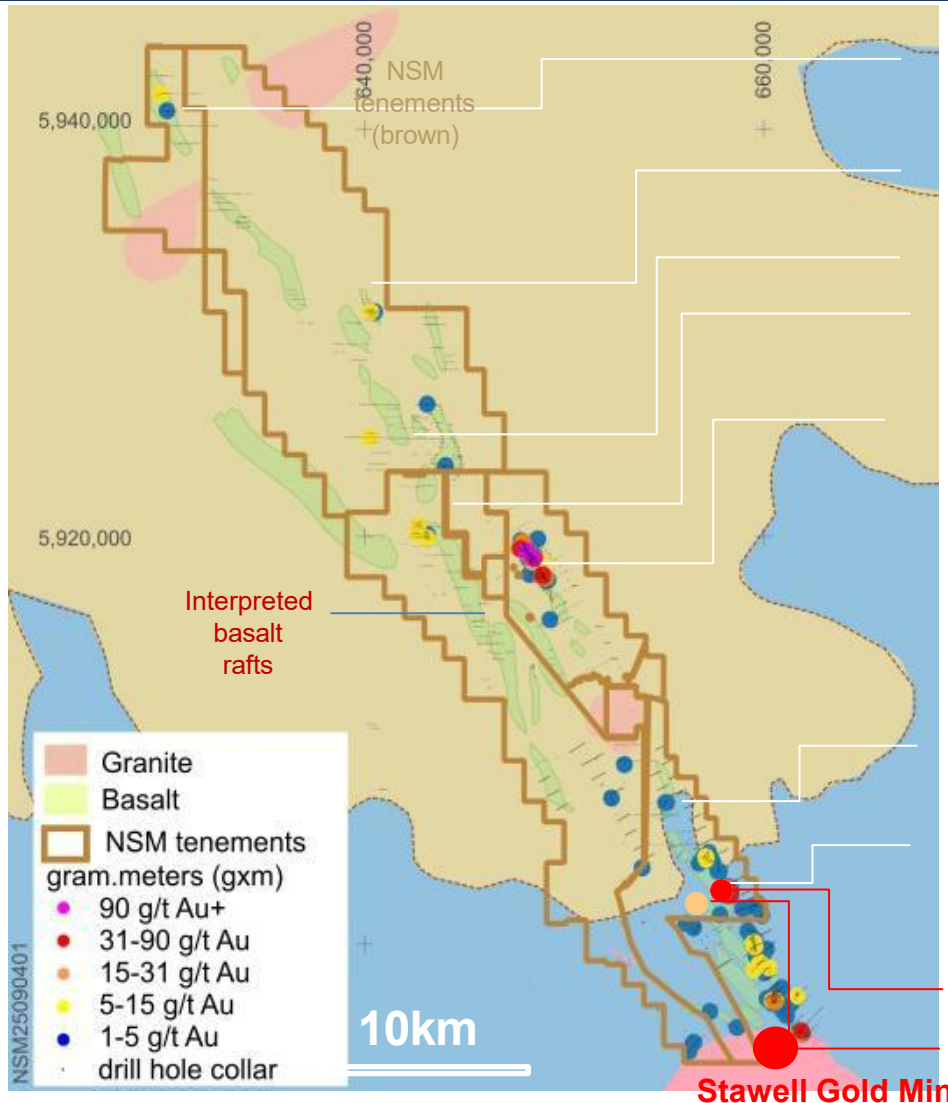 640,000
660,000
NSM
tenements
(brown)
5,940,000
5,920,000
Interpreted
basalt
rafts
Granite
Basalt
NSM tenements
gram.meters (gxm)
90 g/t Au+
31-90 g/t Au
15-31 g/t Au
5-15 g/t Au
1-5 g/t Au
drill hole collar
NSM25090401
10km
Stawell Gold Min